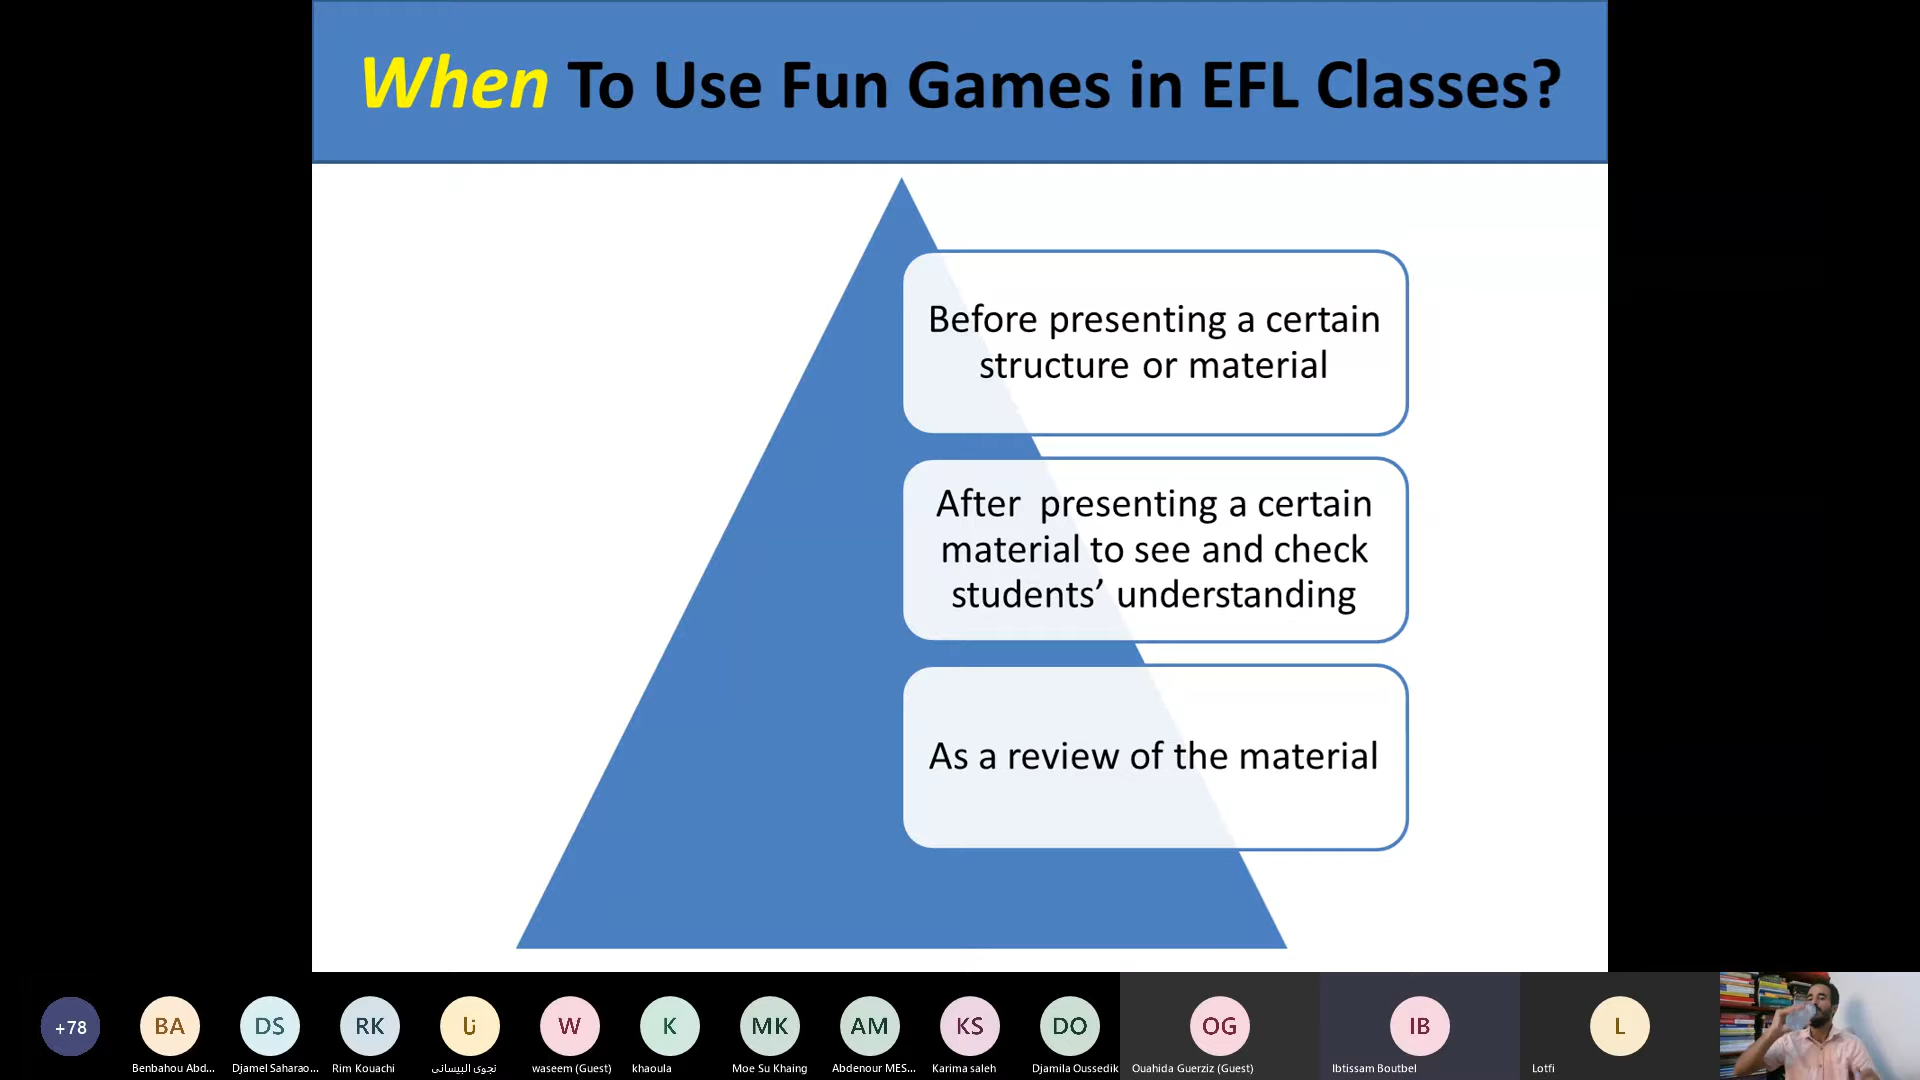 When To Use Fun Games in EFL Classes?
Before presenting a certain
structure or material
After presenting a certain
material to see and check
students’ understanding
As a review of the material
+78
BA
DS
RK
نا
W
K
MK
AM
KS
DO
OG
IB
L
Benbahou Abd...
Djamel Saharao...
Rim Kouachi
نجوى البيساني
waseem (Guest)
khaoula
Moe Su Khaing
Abdenour MES...
Karima saleh
Djamila Oussedik
Ouahida Guerziz (Guest)
Ibtissam Boutbel
Lotfi